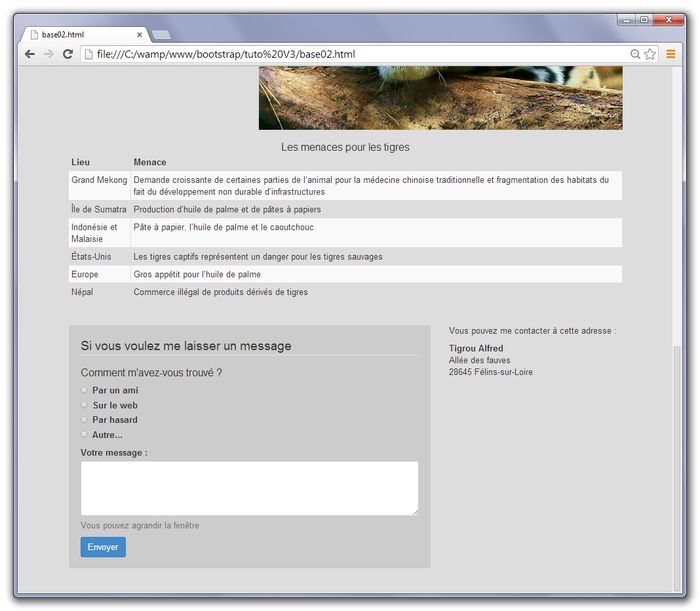 base02.html
file:///C:/wamp/www/bootstrap/tuto%20V3/base02.html
Les menaces pour les tigres
Lieu Menace
Grand Mekong Demande croissante de certaines parties de l'animal pour la médecine chinoise traditionnelle et fragmentation des habitats du
fait du développement non durable d'infrastructures
Île de Sumatra Production d'huile de palme et de pâtes à papiers
Indonésie et Pâte à papier, l'huile de palme et le caoutchouc
Malaisie
États-Unis Les tigres captifs représentent un danger pour les tigres sauvages
Europe Gros appétit pour l'huile de palme
Népal Commerce illégal de produits dérivés de tigres
Si vous voulez me laisser un message
Comment m'avez-vous trouvé ?
Par un ami
Sur le web
Par hasard
Autre...
Votre message :
Vous pouvez agrandir la fenêtre
Envoyer
Vous pouvez me contacter à cette adresse :
Tigrou Alfred
Allée des fauves
28645 Félins-sur-Loire